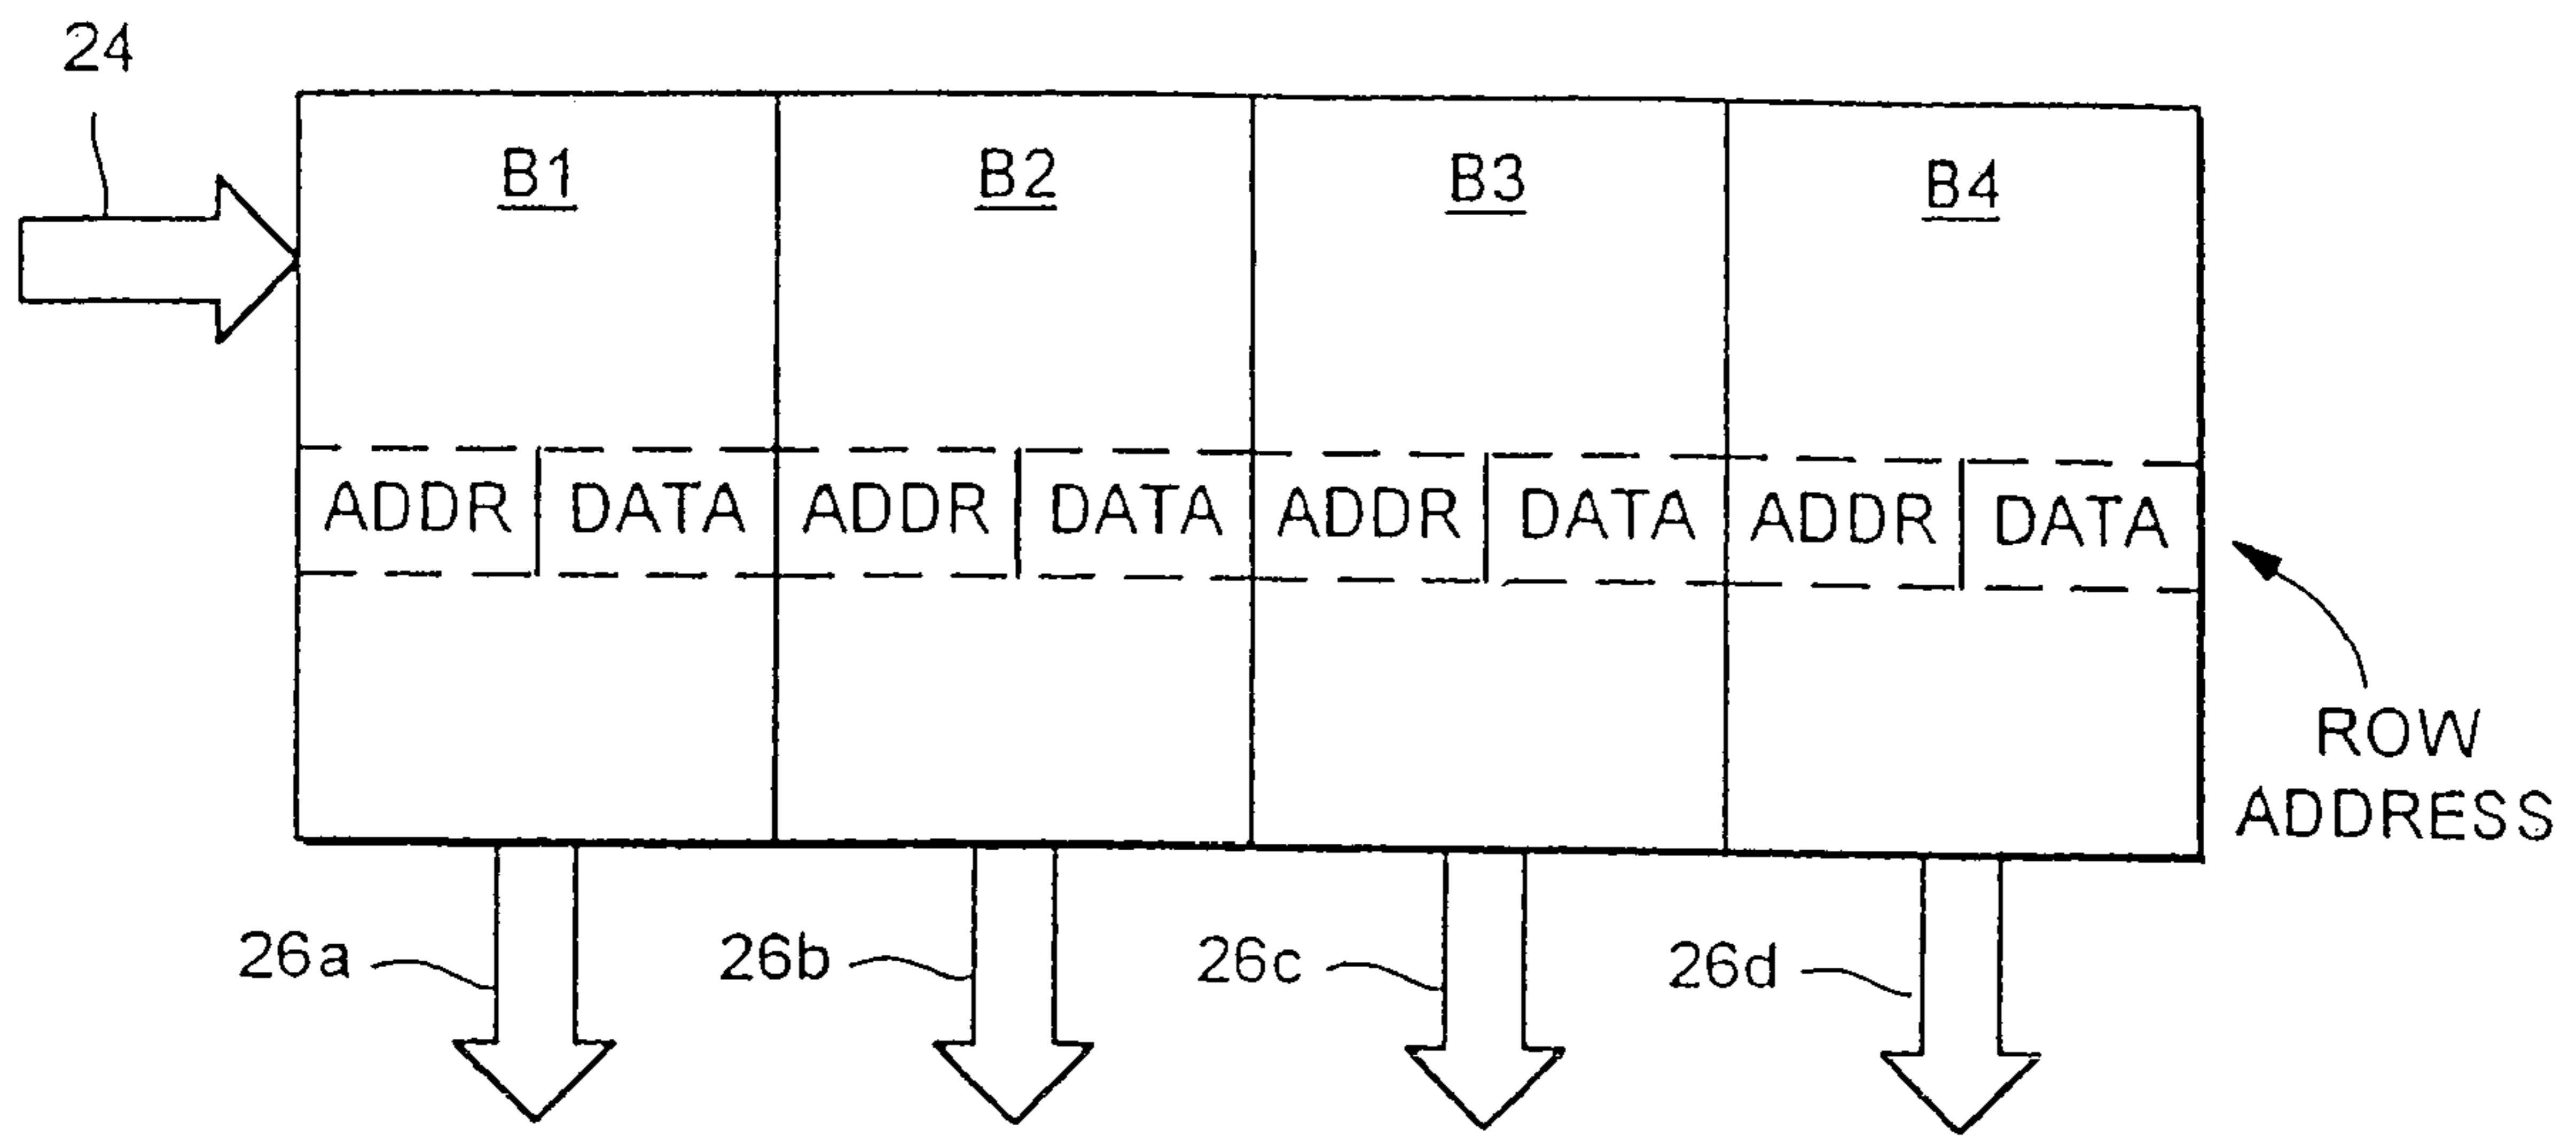 24
B1 B2 B3 B4
ADDR DATA ADDR DATA ADDR DATA ADDR DATA
ROW
ADDRESS
26a 26b 26c 26d